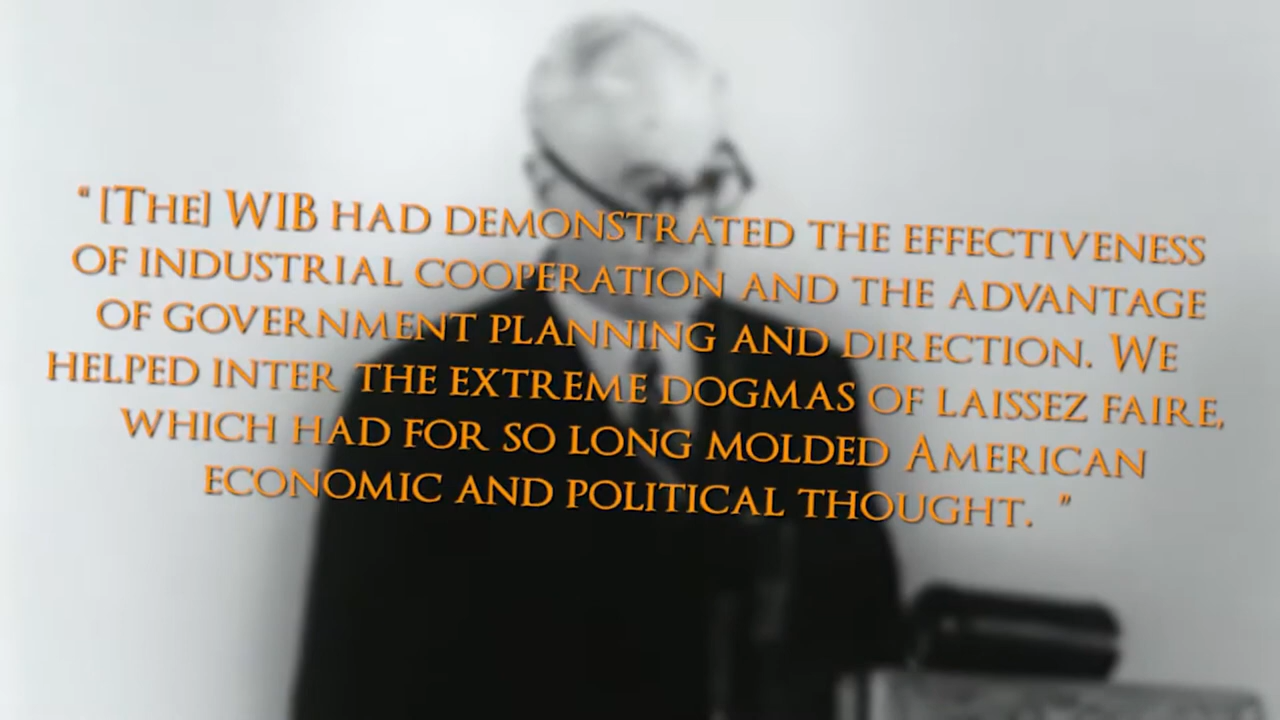 “[The] WIB had demonstrated the effectiveness
of industrial cooperation and the advantage
of government planning and direction. We
helped inter the extreme dogmas of laissez faire,
which had for so long molded American
economic and political thought. ”